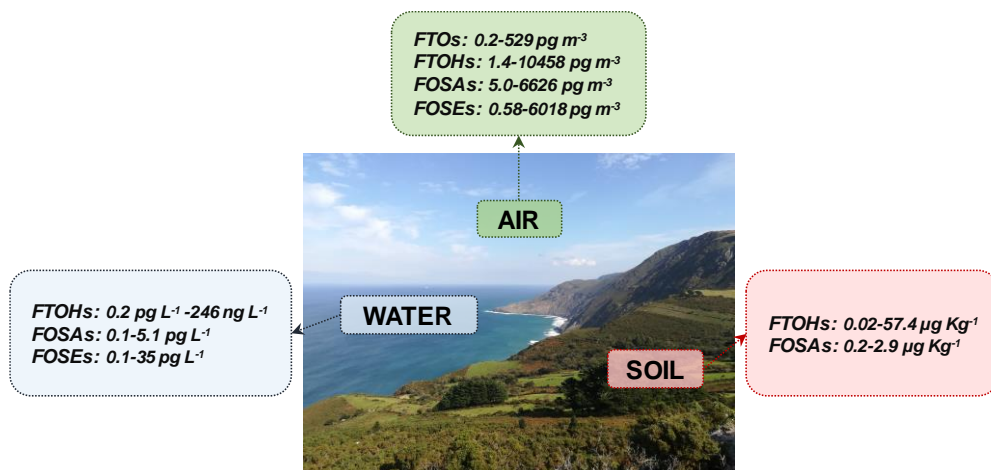 FTOs: 0.2-529 pg m⁻³
FTOHs: 1.4-10458 pg m⁻³
FOSAs: 5.0-6626 pg m⁻³
FOSEs: 0.58-6018 pg m⁻³
AIR
FTOHs: 0.2 pg L⁻¹ -246 ng L⁻¹
FOSAs: 0.1-5.1 pg L⁻¹
FOSEs: 0.1-35 pg L⁻¹
WATER
FTOHs: 0.02-57.4 µg Kg⁻¹
FOSAs: 0.2-2.9 µg Kg⁻¹
SOIL